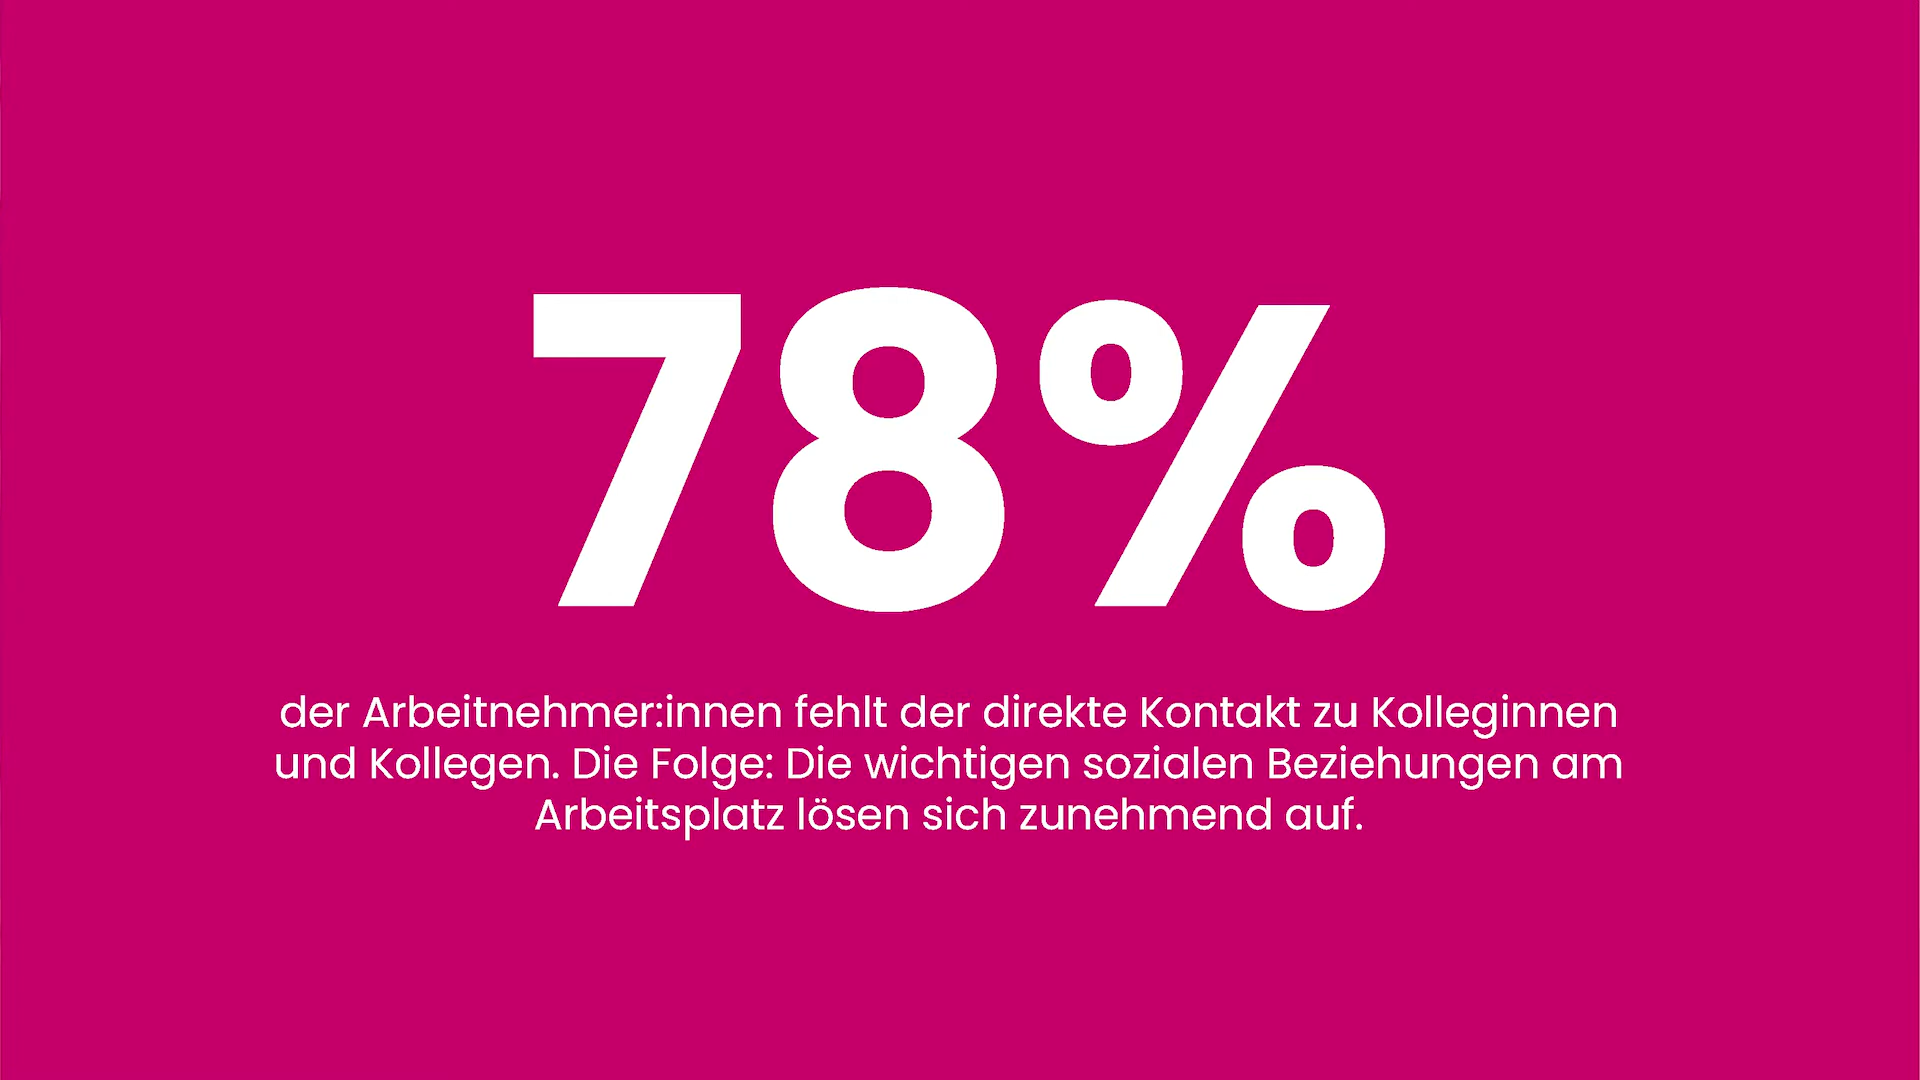 78%
der Arbeitnehmer:innen fehlt der direkte Kontakt zu Kolleginnen
und Kollegen. Die Folge: Die wichtigen sozialen Beziehungen am
Arbeitsplatz lösen sich zunehmend auf.